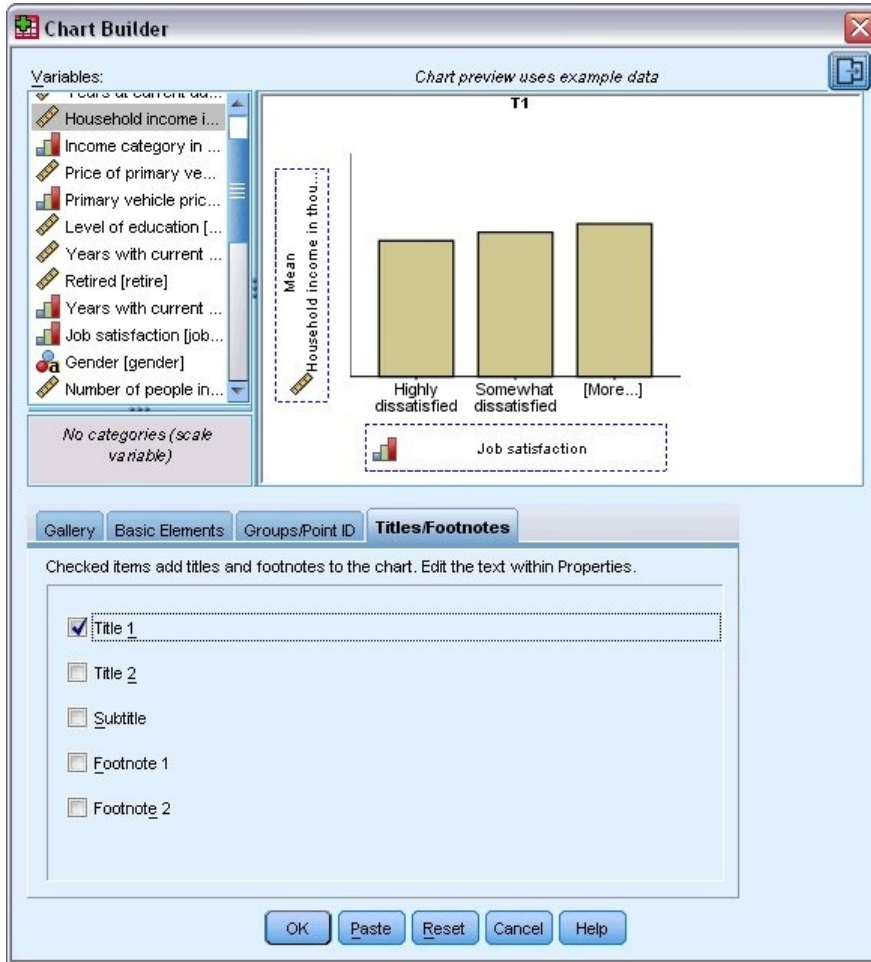 Chart Builder
Variables:
Chart preview uses example data
Household income i...
Income category in ...
Price of primary ve...
Primary vehicle pric...
Level of education [...
Years with current ...
Retired [retire]
Years with current ...
Job satisfaction [job...
Gender [gender]
Number of people in...
No categories (scale
variable)
T1
Mean
Household income in thou...
Highly
dissatisfied
Somewhat
dissatisfied
[More...]
Job satisfaction
Gallery
Basic Elements
Groups/Point ID
Titles/Footnotes
Checked items add titles and footnotes to the chart. Edit the text within Properties.
Title 1
Title 2
Subtitle
Footnote 1
Footnote 2
OK
Paste
Reset
Cancel
Help